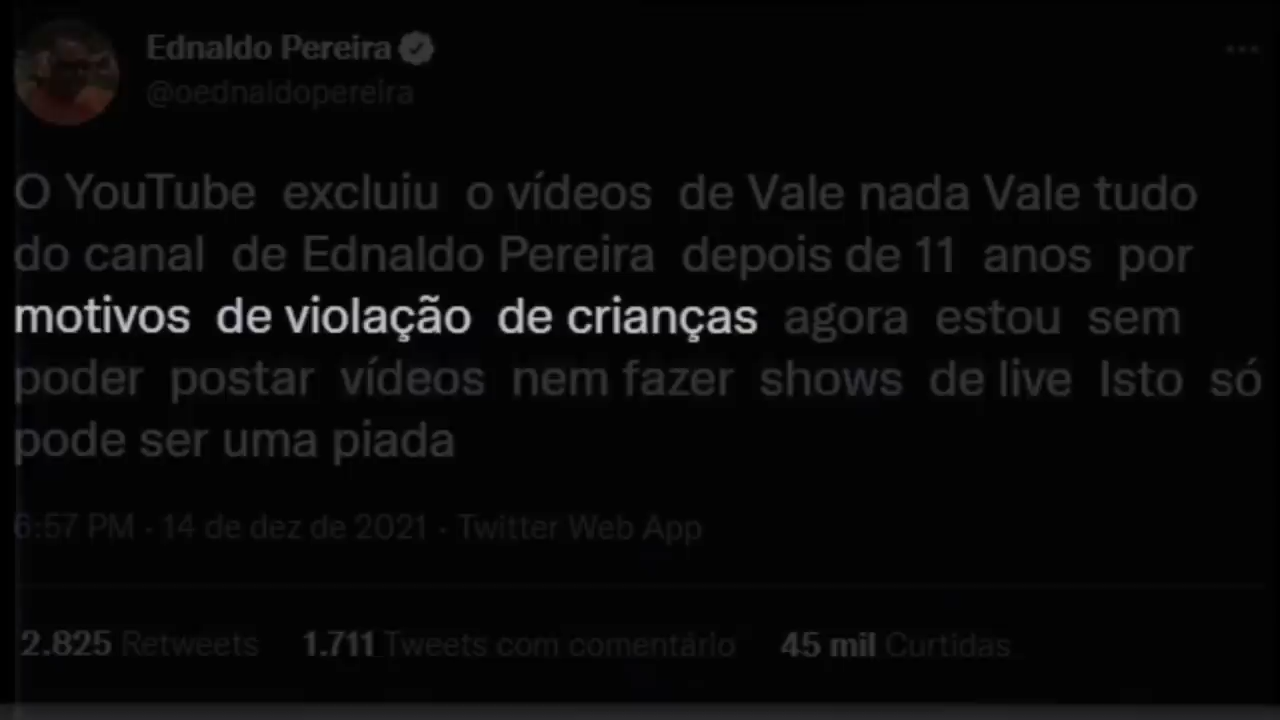 Ednaldo Pereira
@oednaldopereira
O YouTube excluiu o vídeos de Vale nada Vale tudo
do canal de Ednaldo Pereira depois de 11 anos por
motivos de violação de crianças agora estou sem
poder postar vídeos nem fazer shows de live Isto só
pode ser uma piada
6:57 PM · 14 de dez de 2021 · Twitter Web App
2.825 Retweets 1.711 Tweets com comentário 45 mil Curtidas